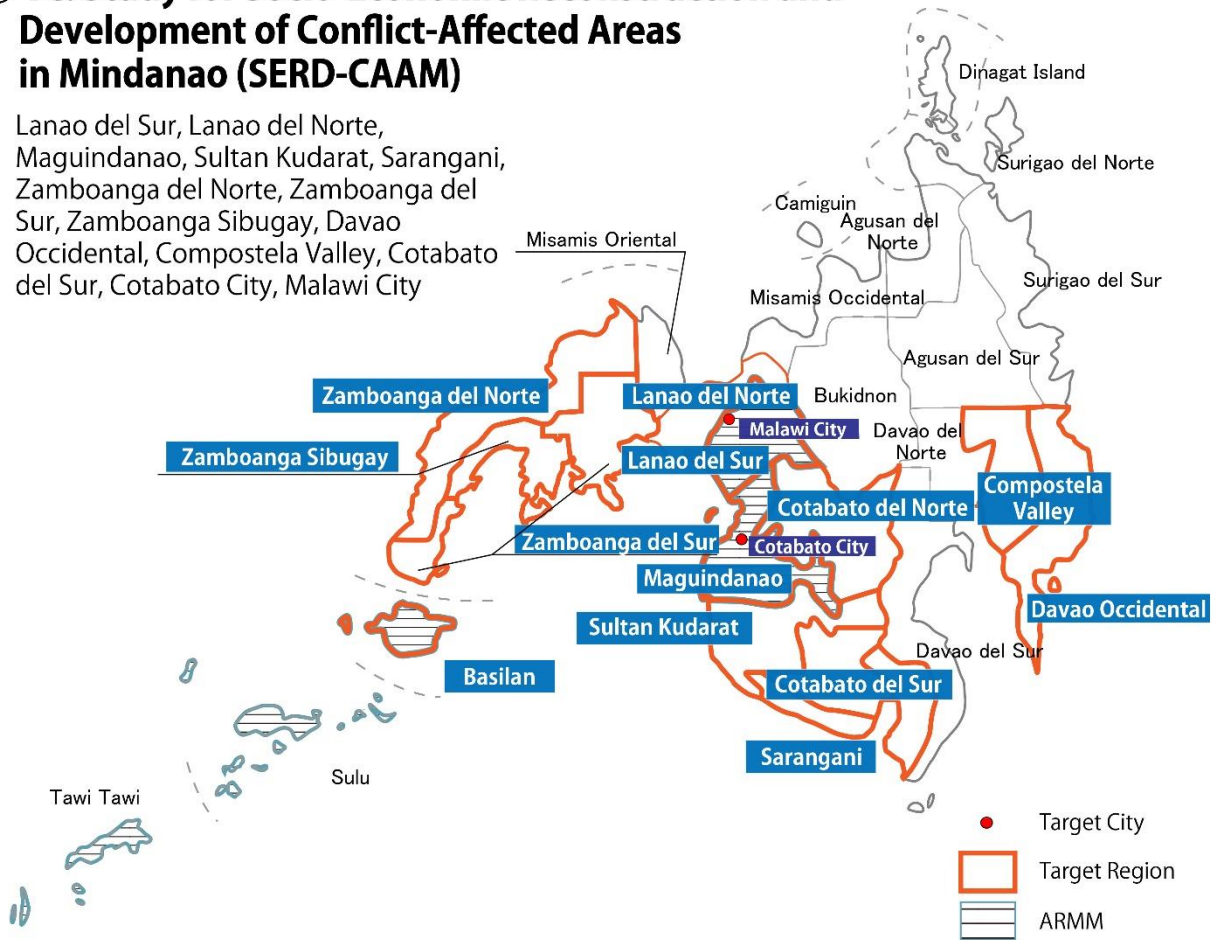 Development of Conflict-Affected Areas
in Mindanao (SERD-CAAM)
Lanao del Sur, Lanao del Norte,
Maguindanao, Sultan Kudarat, Sarangani,
Zamboanga del Norte, Zamboanga del
Sur, Zamboanga Sibugay, Davao
Occidental, Compostela Valley, Cotabato
del Sur, Cotabato City, Malawi City
Dinagat Island
Surigao del Norte
Camiguin
Agusan del
Norte
Misamis Oriental
Surigao del Sur
Misamis Occidental
Agusan del Sur
Zamboanga del Norte
Lanao del Norte
Bukidnon
Malawi City
Davao del
Norte
Zamboanga Sibugay
Lanao del Sur
Compostela
Valley
Cotabato del Norte
Zamboanga del Sur
Cotabato City
Maguindanao
Davao Occidental
Sultan Kudarat
Davao del Sur
Basilan
Cotabato del Sur
Sarangani
Sulu
Tawi Tawi
Target City
Target Region
ARMM